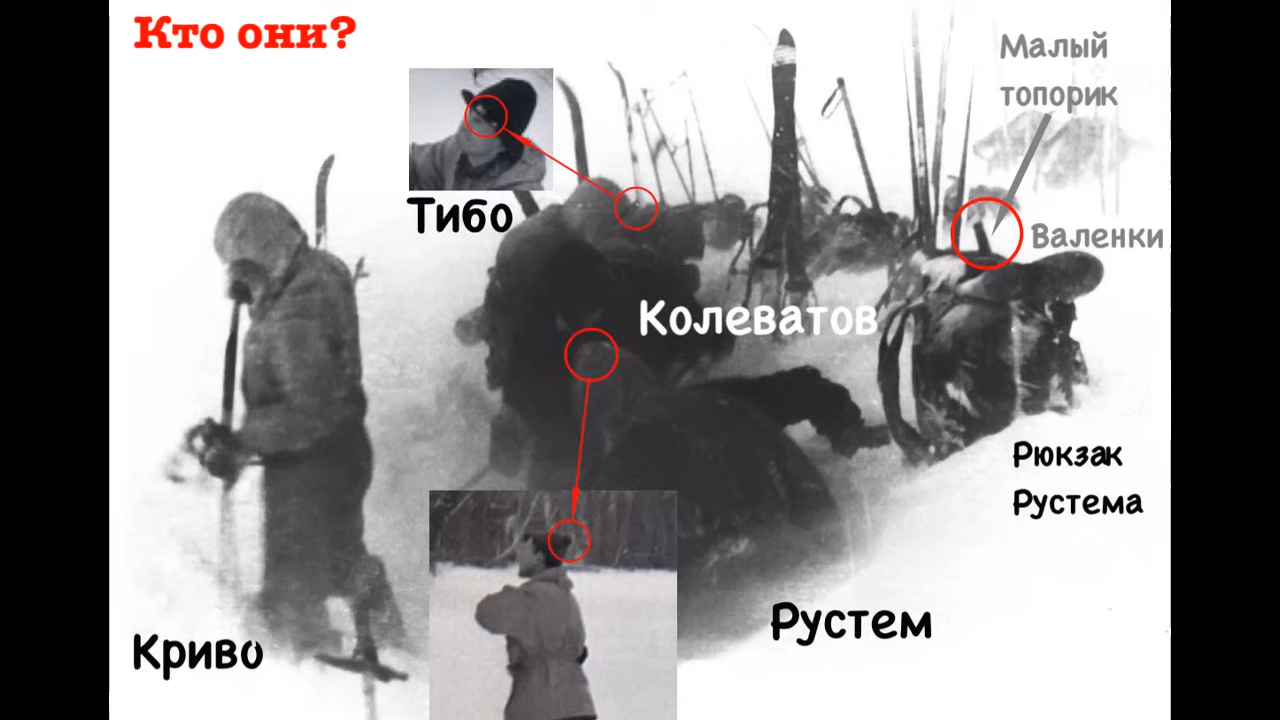 Кто они?
Малый
топорик
Тибо
Валенки
Колеватов
Рюкзак
Рустема
Рустем
Криво